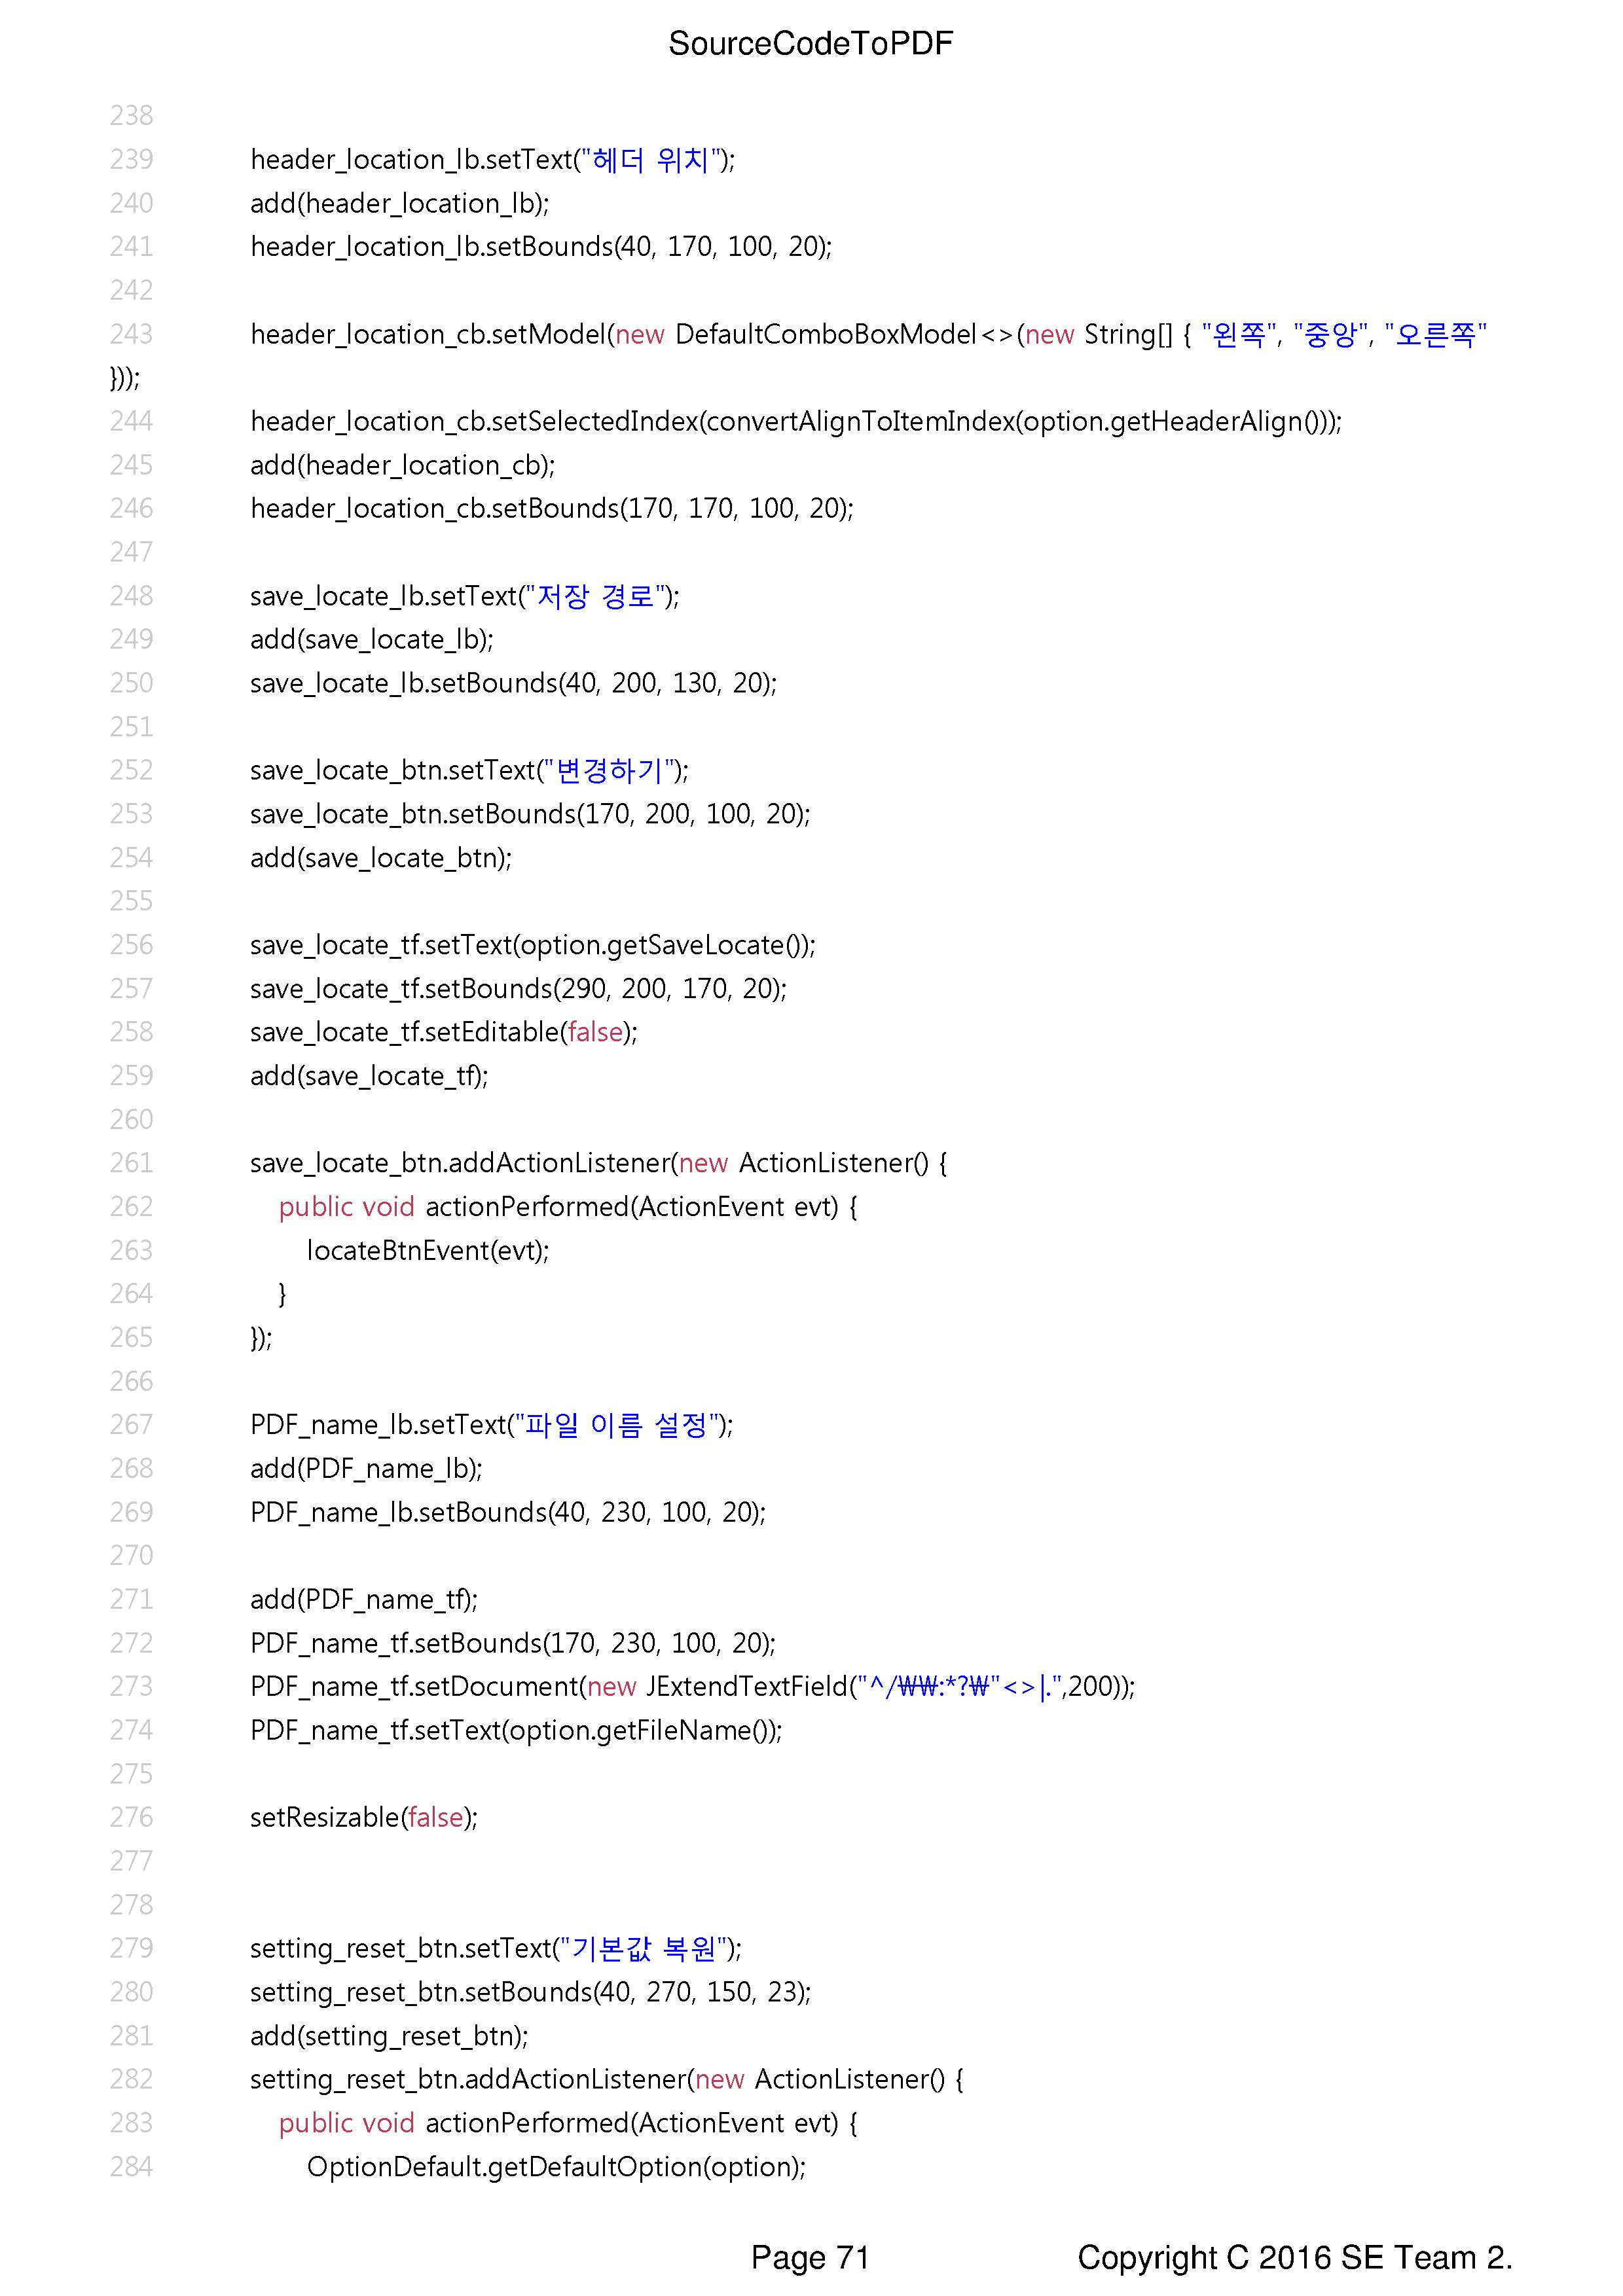 SourceCodeToPDF
238
239 header_location_lb.setText("헤더 위치");
240 add(header_location_lb);
241 header_location_lb.setBounds(40, 170, 100, 20);
242
243 header_location_cb.setModel(new DefaultComboBoxModel<>(new String[] { "왼쪽", "중앙", "오른쪽"
}));
244 header_location_cb.setSelectedIndex(convertAlignToItemIndex(option.getHeaderAlign()));
245 add(header_location_cb);
246 header_location_cb.setBounds(170, 170, 100, 20);
247
248 save_locate_lb.setText("저장 경로");
249 add(save_locate_lb);
250 save_locate_lb.setBounds(40, 200, 130, 20);
251
252 save_locate_btn.setText("변경하기");
253 save_locate_btn.setBounds(170, 200, 100, 20);
254 add(save_locate_btn);
255
256 save_locate_tf.setText(option.getSaveLocate());
257 save_locate_tf.setBounds(290, 200, 170, 20);
258 save_locate_tf.setEditable(false);
259 add(save_locate_tf);
260
261 save_locate_btn.addActionListener(new ActionListener() {
262 public void actionPerformed(ActionEvent evt) {
263 locateBtnEvent(evt);
264 }
265 });
266
267 PDF_name_lb.setText("파일 이름 설정");
268 add(PDF_name_lb);
269 PDF_name_lb.setBounds(40, 230, 100, 20);
270
271 add(PDF_name_tf);
272 PDF_name_tf.setBounds(170, 230, 100, 20);
273 PDF_name_tf.setDocument(new JExtendTextField("^/₩₩:*?₩"<>|.",200));
274 PDF_name_tf.setText(option.getFileName());
275
276 setResizable(false);
277
278
279 setting_reset_btn.setText("기본값 복원");
280 setting_reset_btn.setBounds(40, 270, 150, 23);
281 add(setting_reset_btn);
282 setting_reset_btn.addActionListener(new ActionListener() {
283 public void actionPerformed(ActionEvent evt) {
284 OptionDefault.getDefaultOption(option);
Page 71 Copyright C 2016 SE Team 2.